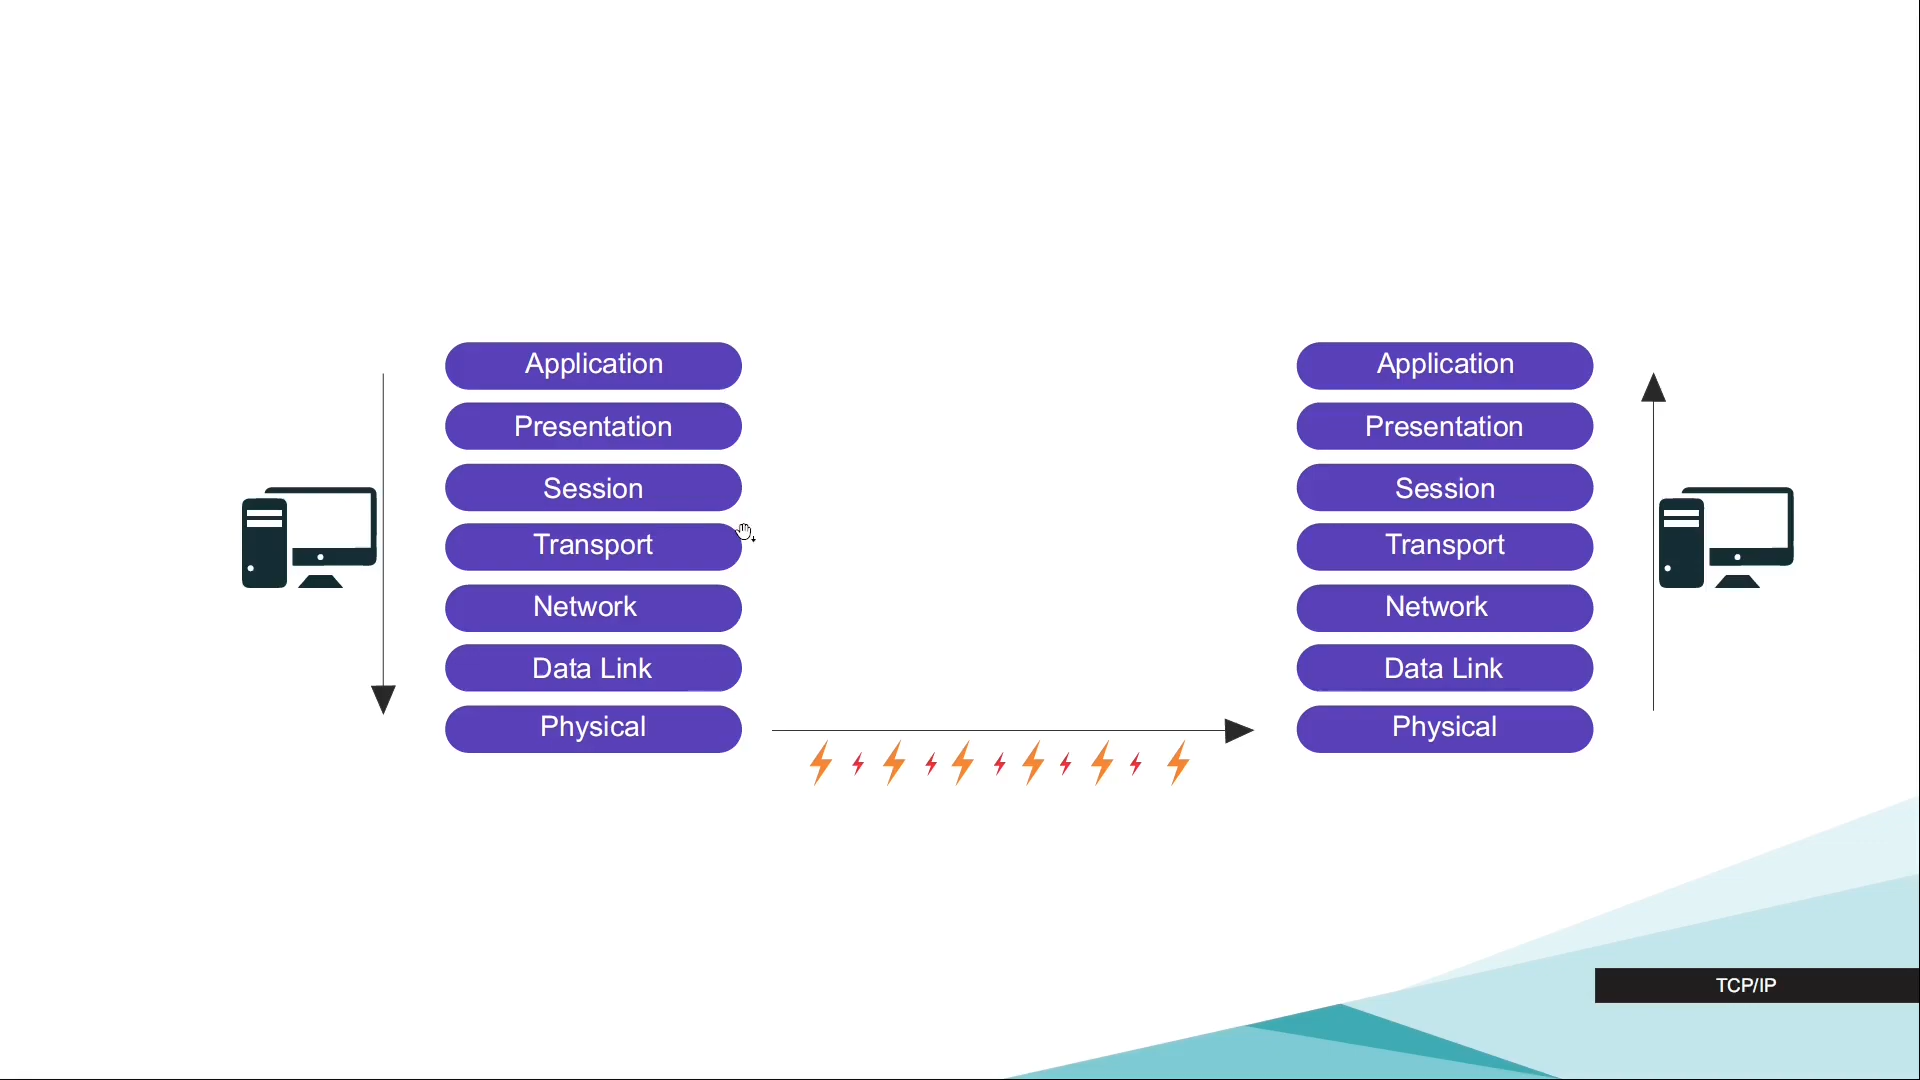 Application
Presentation
Session
Transport
Network
Data Link
Physical
Application
Presentation
Session
Transport
Network
Data Link
Physical
TCP/IP